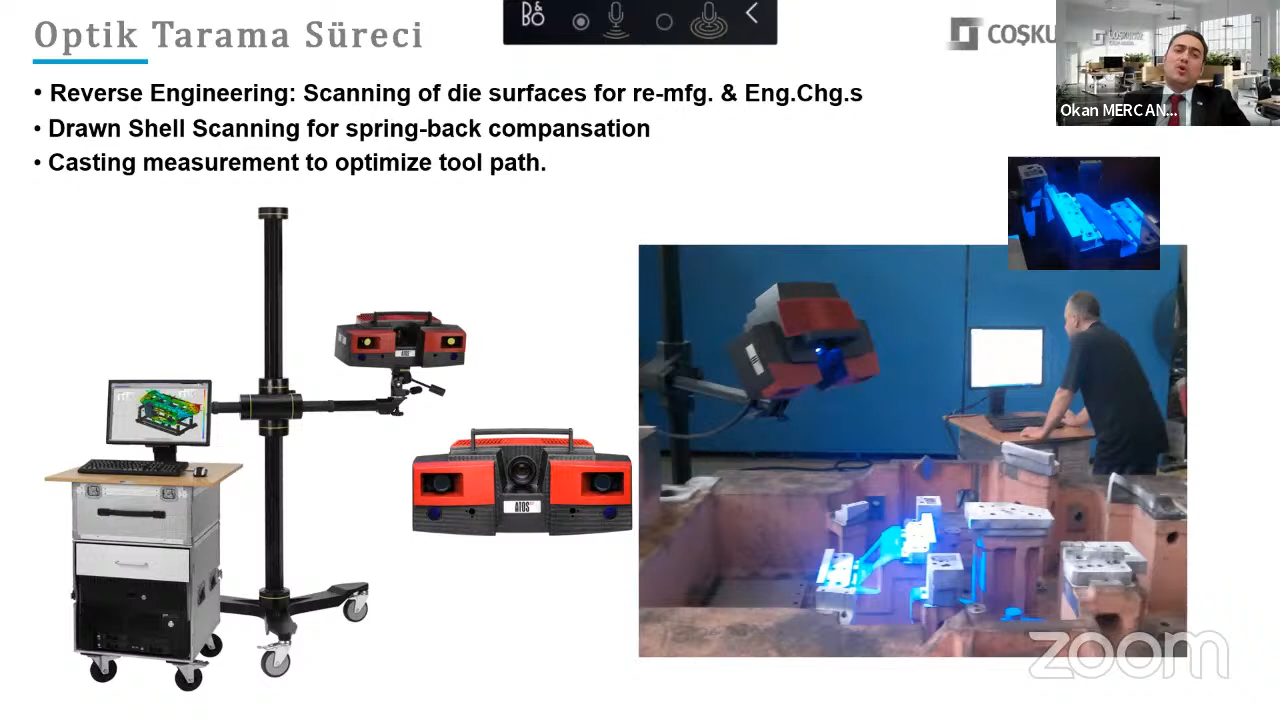 Optik Tarama Süreci
B&O
COŞKU
Okan MERCAN...
• Reverse Engineering: Scanning of die surfaces for re-mfg. & Eng.Chg.s
• Drawn Shell Scanning for spring-back compansation
• Casting measurement to optimize tool path.
ATOS
ATOS
zoom